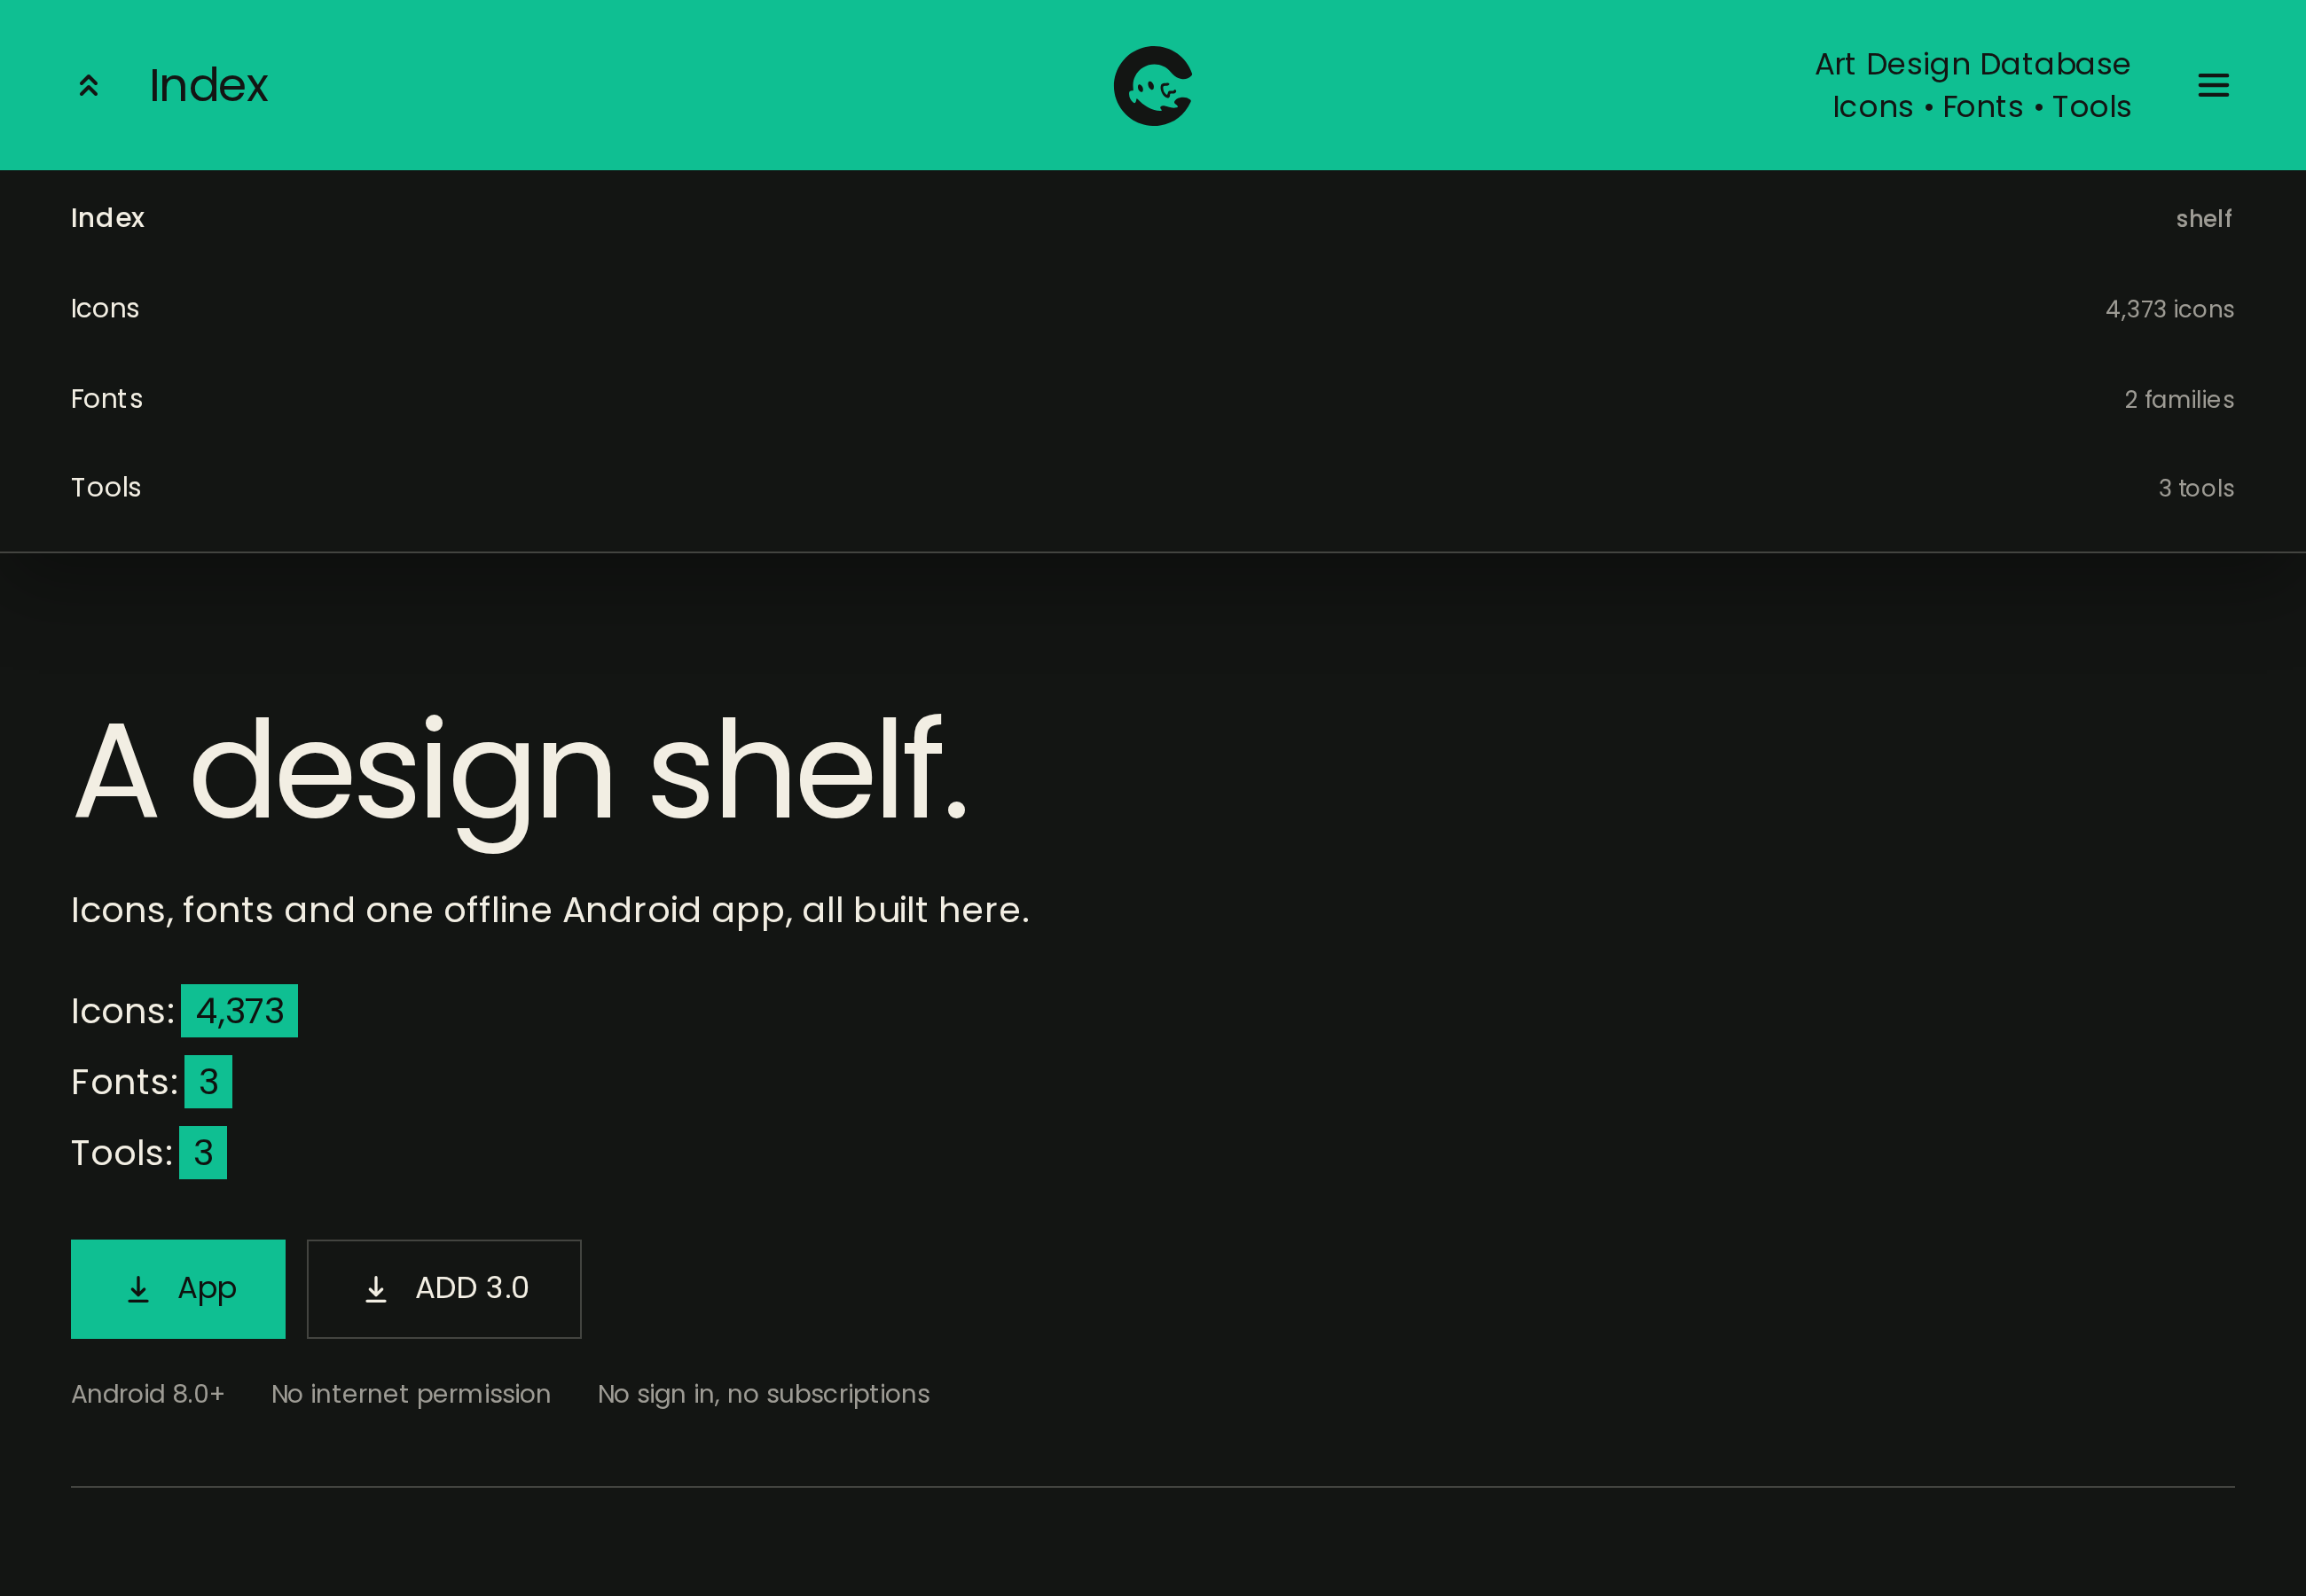 Index
Art Design Database
Icons • Fonts • Tools
Index
shelf
Icons
4,373 icons
Fonts
2 families
Tools
3 tools
A design shelf.
Icons, fonts and one offline Android app, all built here.
Icons: 4,373
Fonts: 3
Tools: 3
App
ADD 3.0
Android 8.0+
No internet permission
No sign in, no subscriptions